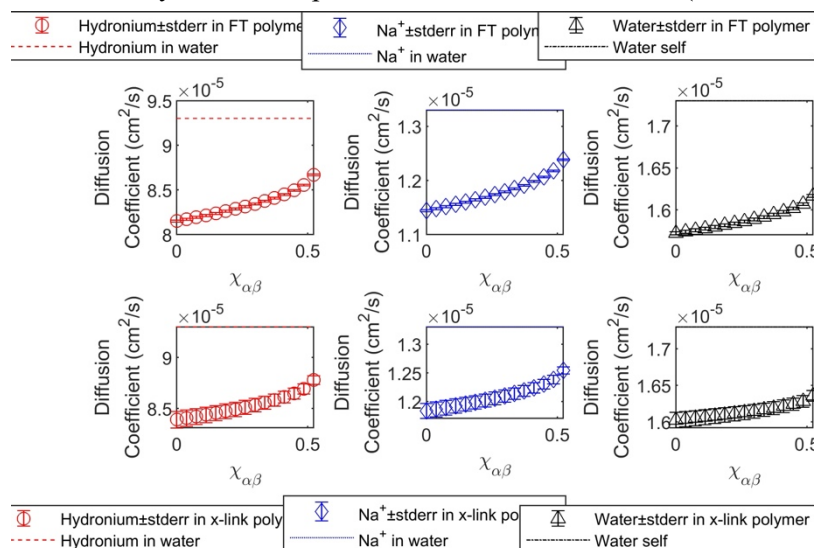 Hydronium±stderr in FT polyme
Hydronium in water
Na+±stderr in FT polym
Na+ in water
Water±stderr in FT polymer
Water self
×10-5
9.5
9
8.5
8
0
0.5
Diffusion
Coefficient (cm2/s)
χαβ
×10-5
1.3
1.2
1.1
0
0.5
Diffusion
Coefficient (cm2/s)
χαβ
×10-5
1.7
1.65
1.6
0
0.5
Diffusion
Coefficient (cm2/s)
χαβ
×10-5
9
8.5
0
0.5
Diffusion
Coefficient (cm2/s)
χαβ
×10-5
1.3
1.25
1.2
0
0.5
Diffusion
Coefficient (cm2/s)
χαβ
×10-5
1.7
1.65
1.6
0
0.5
Diffusion
Coefficient (cm2/s)
χαβ
Hydronium±stderr in x-link poly
Hydronium in water
Na+±stderr in x-link po
Na+ in water
Water±stderr in x-link polymer
Water self